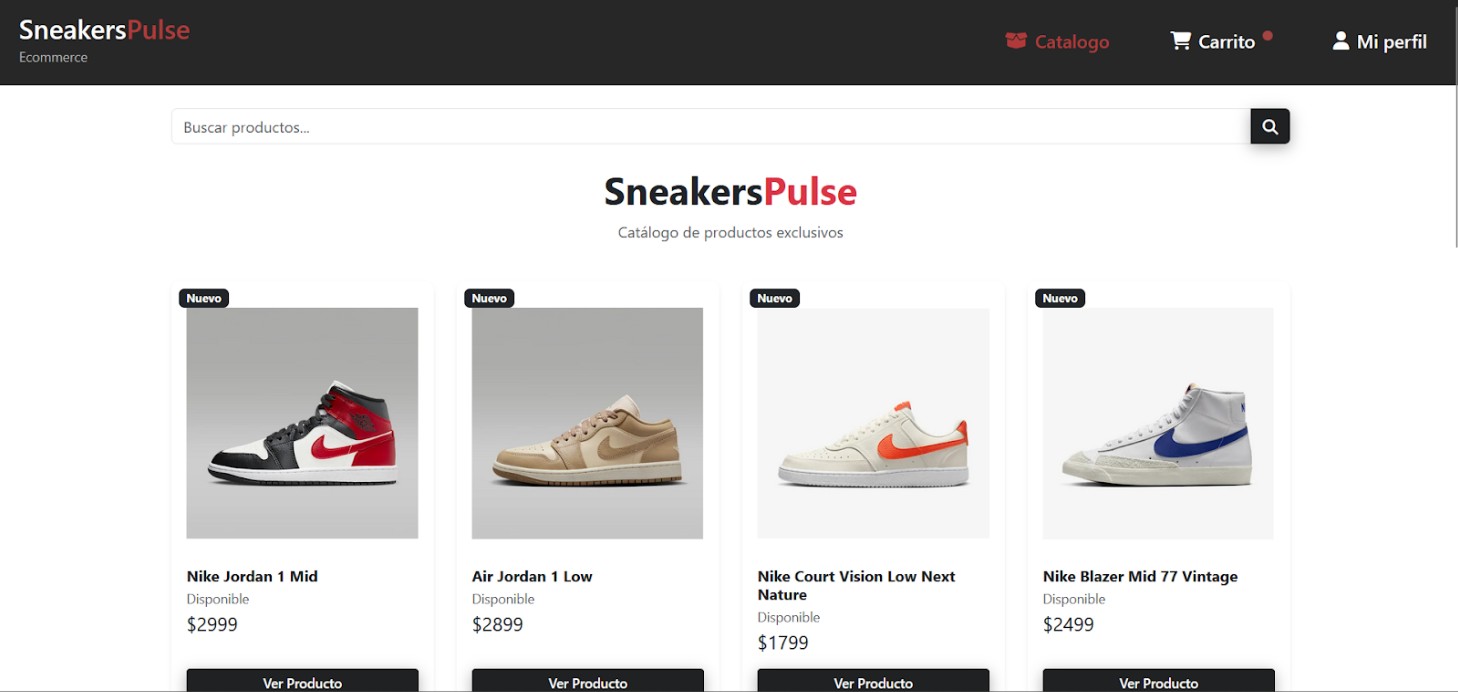 SneakersPulse
Ecommerce
Catalogo
Carrito
Mi perfil
Buscar productos...
SneakersPulse
Catálogo de productos exclusivos
Nuevo
Nuevo
Nuevo
Nuevo
Nike Jordan 1 Mid
Disponible
$2999
Ver Producto
Air Jordan 1 Low
Disponible
$2899
Ver Producto
Nike Court Vision Low Next
Nature
Disponible
$1799
Ver Producto
Nike Blazer Mid 77 Vintage
Disponible
$2499
Ver Producto